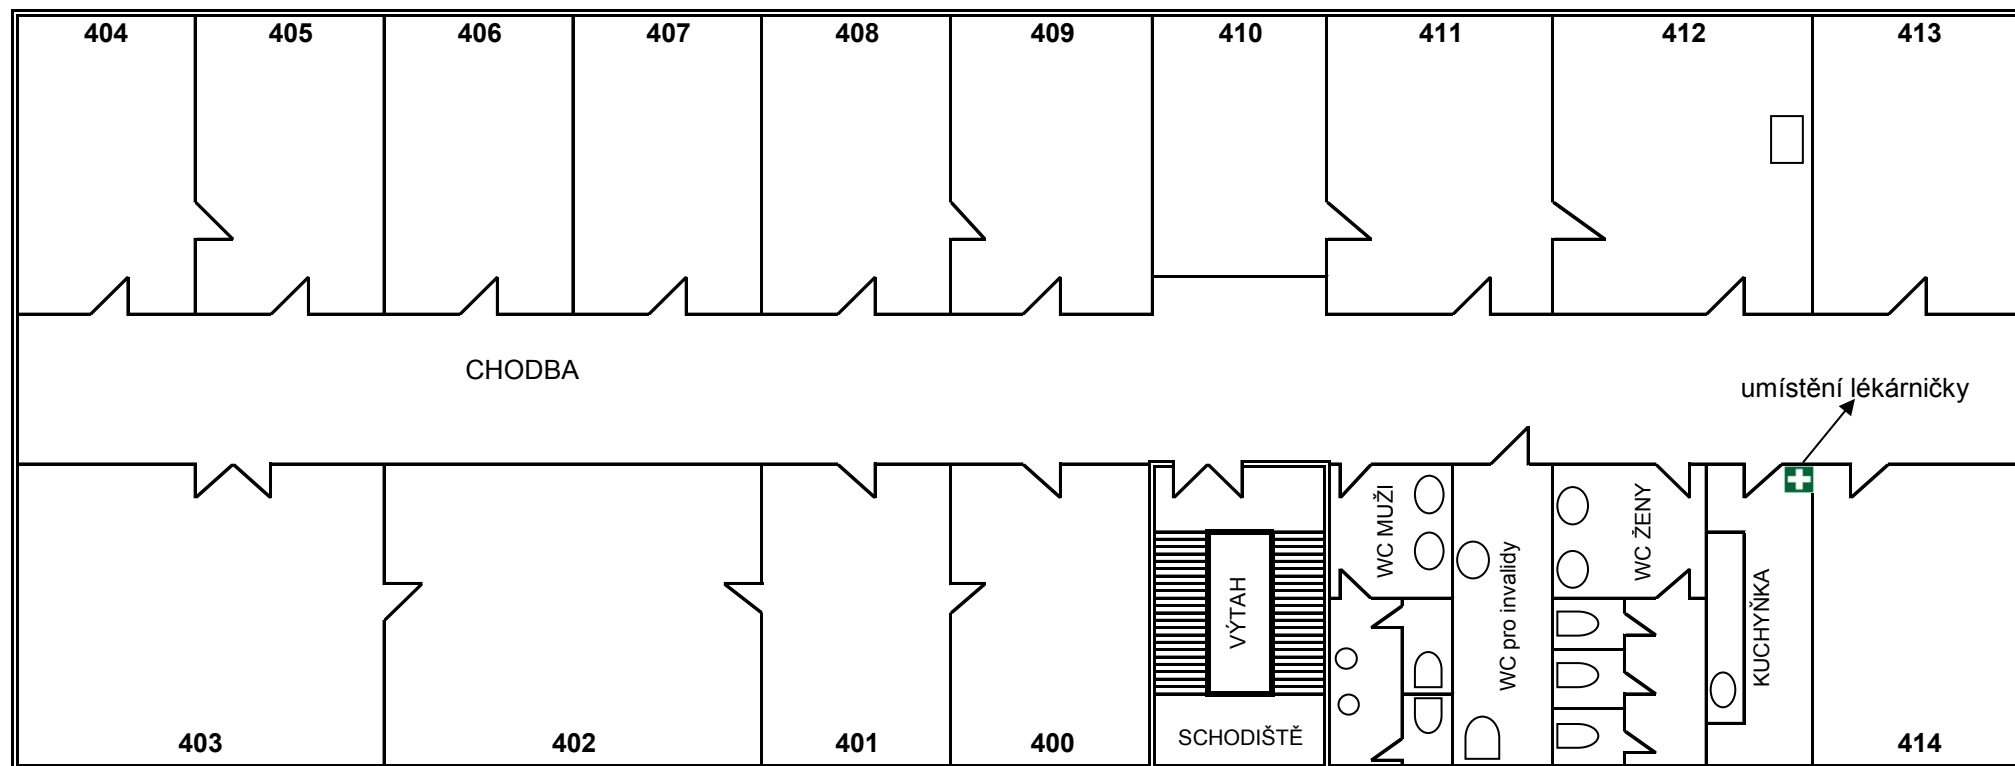 404 405 406 407 408 409 410 411 412 413
CHODBA
umístění lékárničky
WC MUŽI
WC pro invalidy
WC ŽENY
KUCHYŇKA
VÝTAH
SCHODIŠTĚ
403 402 401 400 414